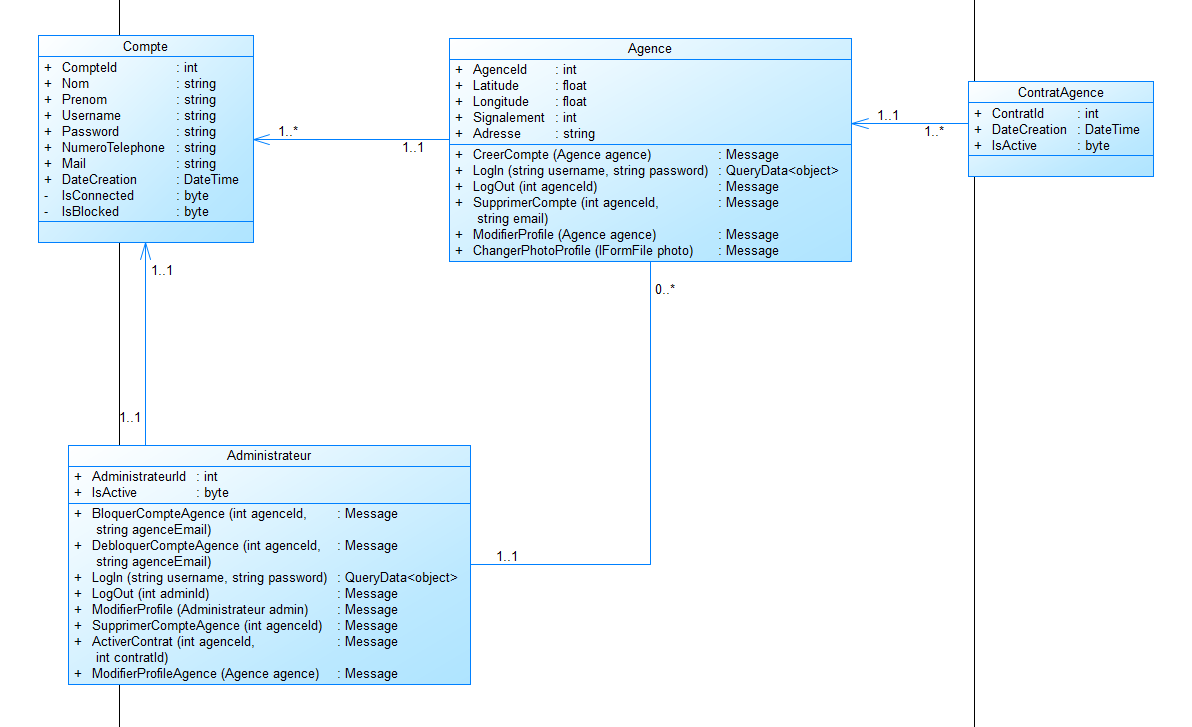 Compte
+ CompteId : int
+ Nom : string
+ Prenom : string
+ Username : string
+ Password : string
+ NumeroTelephone : string
+ Mail : string
+ DateCreation : DateTime
- IsConnected : byte
- IsBlocked : byte
Agence
+ AgenceId : int
+ Latitude : float
+ Longitude : float
+ Signalement : int
+ Adresse : string
+ CreerCompte (Agence agence) : Message
+ LogIn (string username, string password) : QueryData<object>
+ LogOut (int agenceId) : Message
+ SupprimerCompte (int agenceId, : Message
string email)
+ ModifierProfile (Agence agence) : Message
+ ChangerPhotoProfile (IFormFile photo) : Message
ContratAgence
+ ContratId : int
+ DateCreation : DateTime
+ IsActive : byte
1..*
1..1
1..1
1..*
1..1
0..*
1..1
1..1
Administrateur
+ AdministrateurId : int
+ IsActive : byte
+ BloquerCompteAgence (int agenceId, : Message
string agenceEmail)
+ DebloquerCompteAgence (int agenceId, : Message
string agenceEmail)
+ LogIn (string username, string password) : QueryData<object>
+ LogOut (int adminId) : Message
+ ModifierProfile (Administrateur admin) : Message
+ SupprimerCompteAgence (int agenceId) : Message
+ ActiverContrat (int agenceId, : Message
int contratId)
+ ModifierProfileAgence (Agence agence) : Message